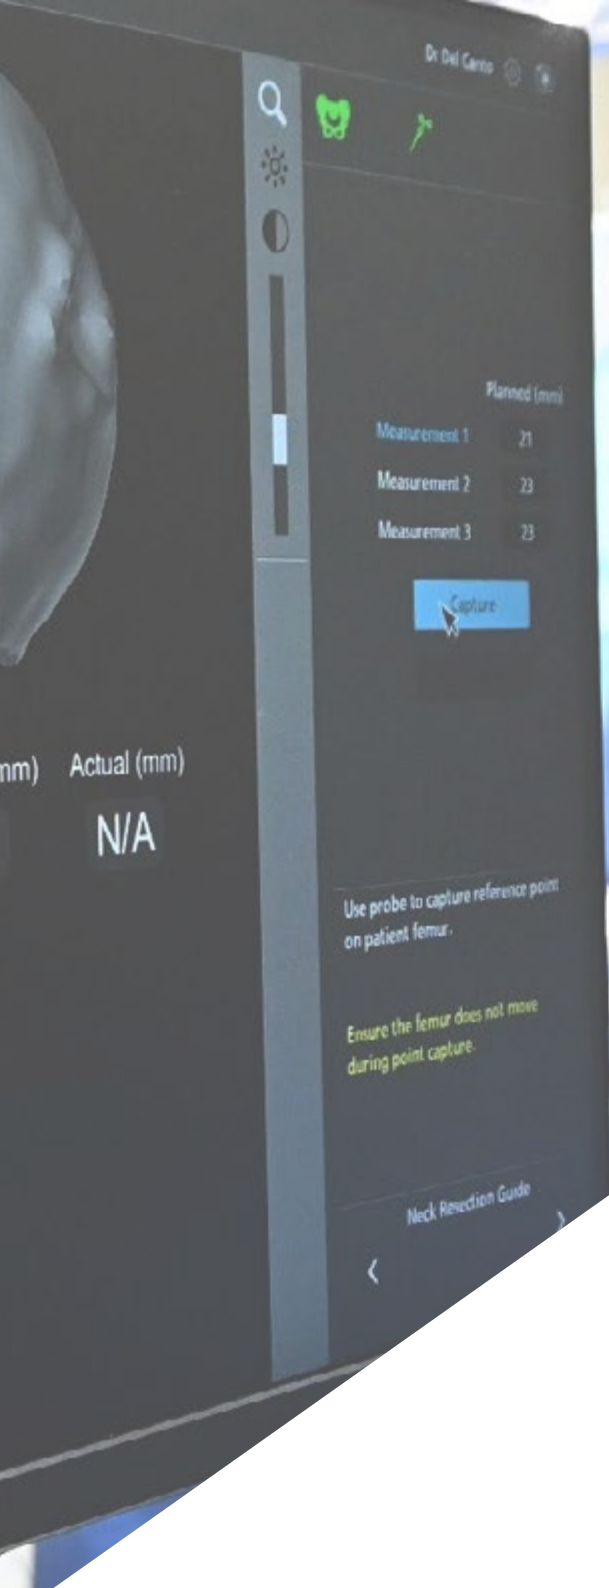 Dr Del Canto
Planned (mm)
Measurement 1 21
Measurement 2 23
Measurement 3 23
Capture
mm) Actual (mm)
N/A
Use probe to capture reference point
on patient femur.
Ensure the femur does not move
during point capture.
Neck Resection Guide